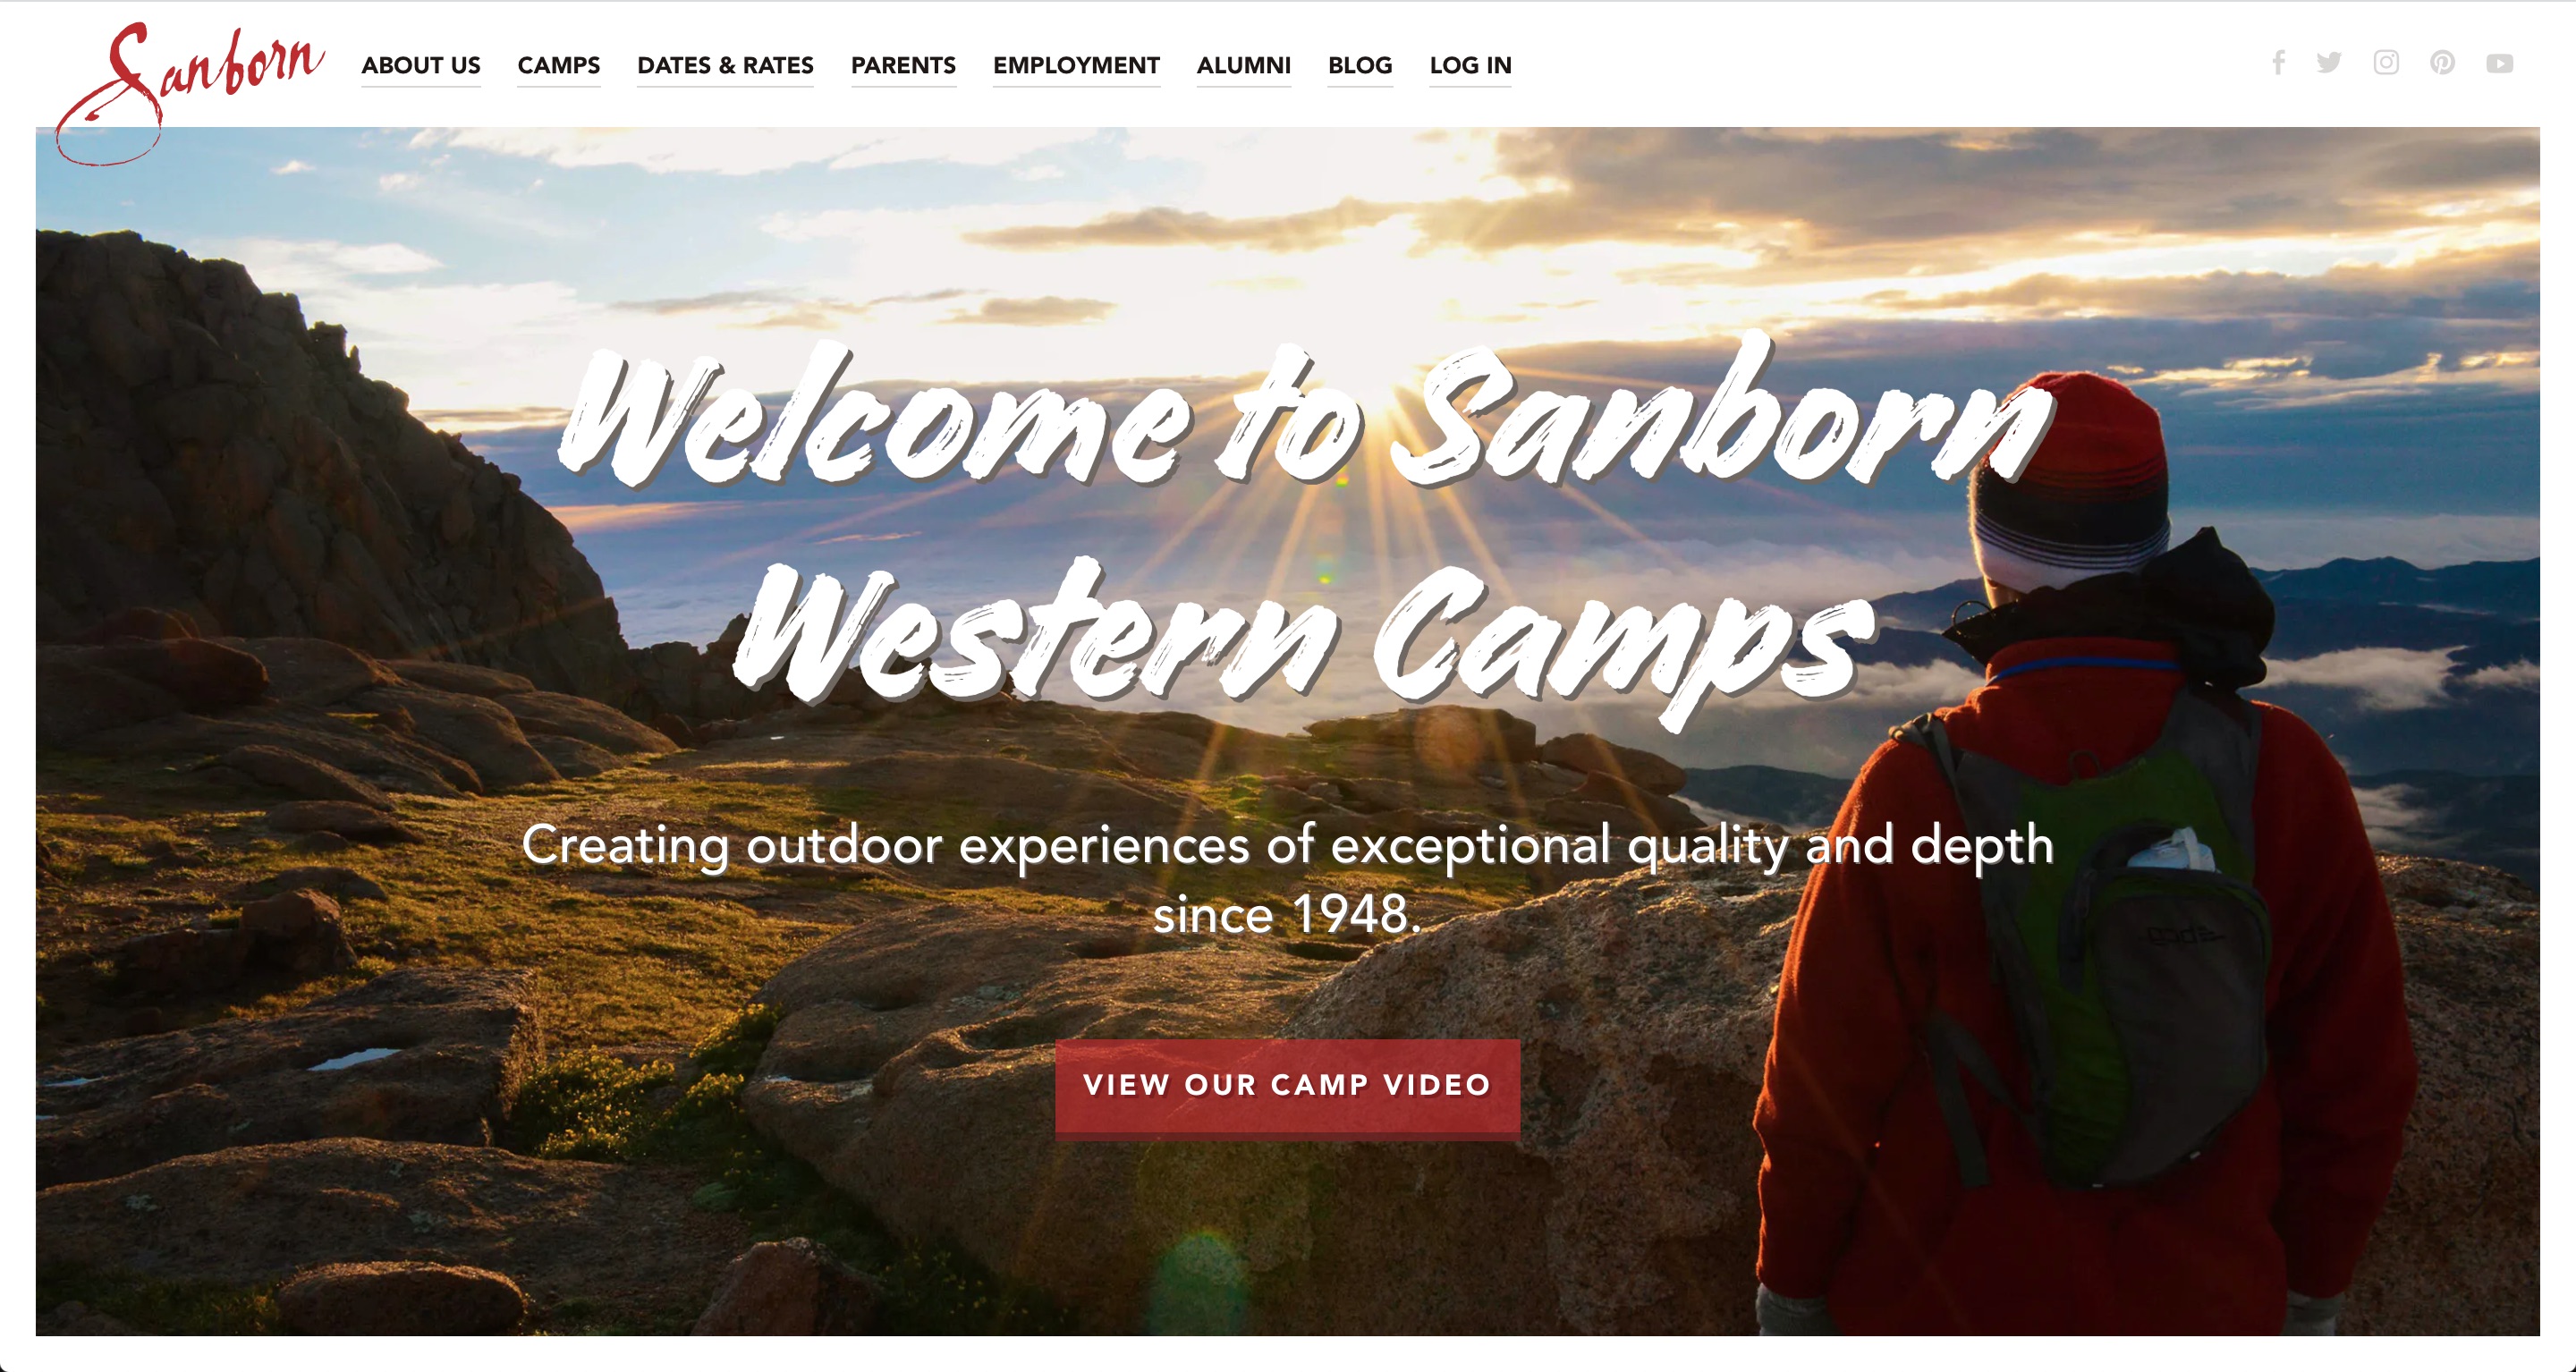 Sanborn
ABOUT US CAMPS DATES & RATES PARENTS EMPLOYMENT ALUMNI BLOG LOG IN
Welcome to Sanborn
Western Camps
Creating outdoor experiences of exceptional quality and depth
since 1948.
VIEW OUR CAMP VIDEO